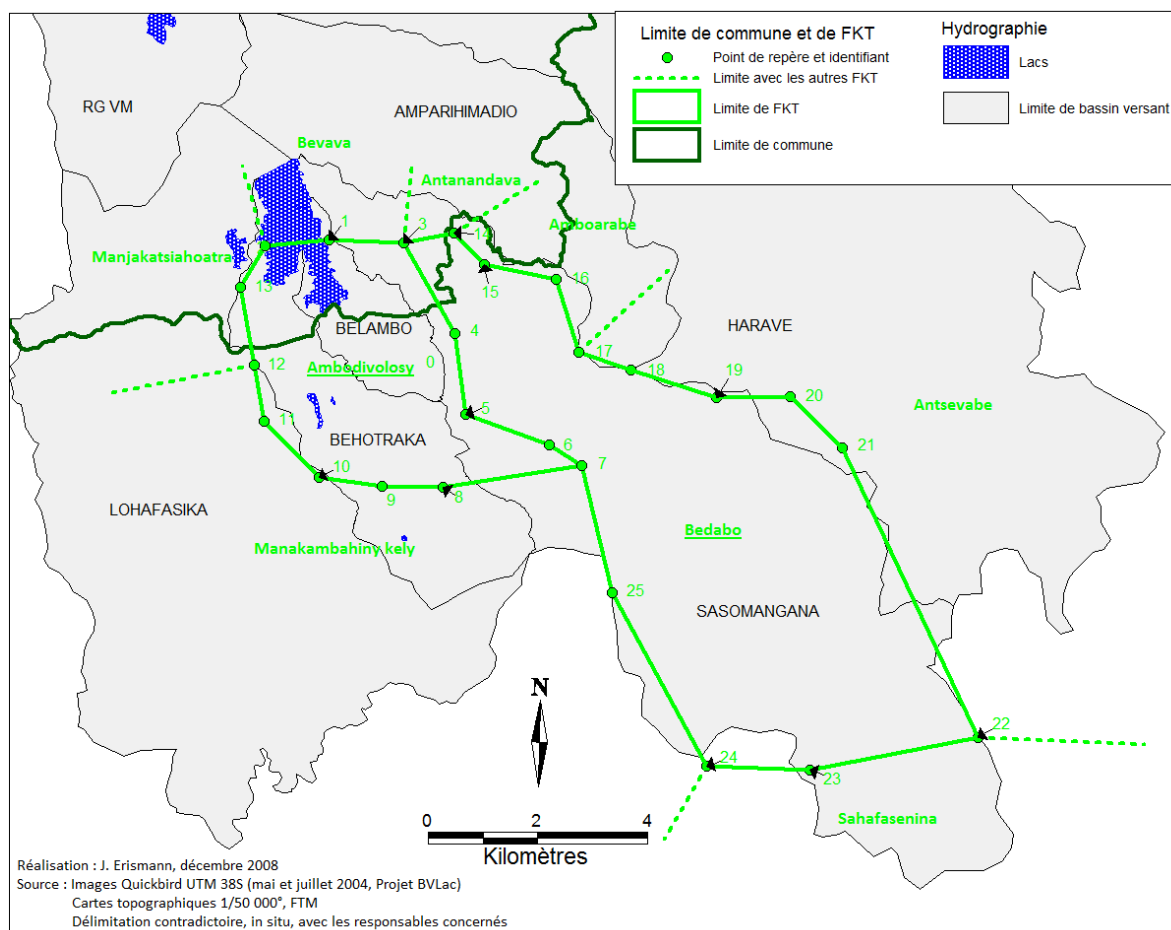 Limite de commune et de FKT
Point de repère et identifiant
Limite avec les autres FKT
Limite de FKT
Limite de commune
Hydrographie
Lacs
Limite de bassin versant
RG VM
AMPARIHIMADIO
Bevava
Antanandava
Amboarabe
1
3
14
Manjakatsiahoatra
15
16
13
BELAMBO
4
HARAVE
17
12
0
Ambodivolosy
18
19
20
Antsevabe
11
5
BEHOTRAKA
6
21
7
10
9
8
LOHAFASIKA
Bedabo
Manakambahiny kely
25
SASOMANGANA
N
22
24
23
Sahafasenina
0 2 4
Kilomètres
Réalisation : J. Erismann, décembre 2008
Source : Images Quickbird UTM 38S (mai et juillet 2004, Projet BVLac)
Cartes topographiques 1/50 000°, FTM
Délimitation contradictoire, in situ, avec les responsables concernés